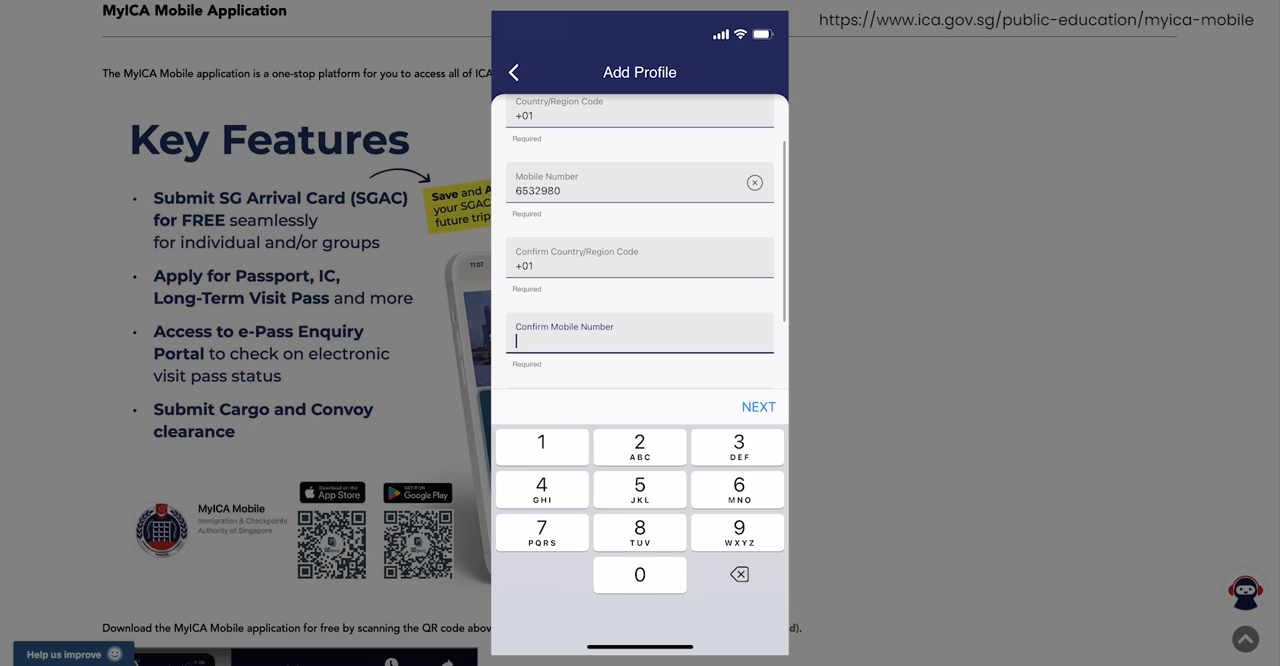 MyICA Mobile Application
https://www.ica.gov.sg/public-education/myica-mobile
The MyICA Mobile application is a one-stop platform for you to access all of ICA
Key Features
Submit SG Arrival Card (SGAC)
for FREE seamlessly
for individual and/or groups
Apply for Passport, IC,
Long-Term Visit Pass and more
Access to e-Pass Enquiry
Portal to check on electronic
visit pass status
Submit Cargo and Convoy
clearance
Save and
your SGAC
future trip
11:07
Download on the
App Store
GET IT ON
Google Play
MyICA Mobile
Immigration & Checkpoints
Authority of Singapore
Download the MyICA Mobile application for free by scanning the QR code
Help us improve
Add Profile
Country/Region Code
+01
Required
Mobile Number
6532980
Required
Confirm Country/Region Code
+01
Required
Confirm Mobile Number
Required
NEXT
1
2
ABC
3
DEF
4
GHI
5
JKL
6
MNO
7
PQRS
8
TUV
9
WXYZ
0